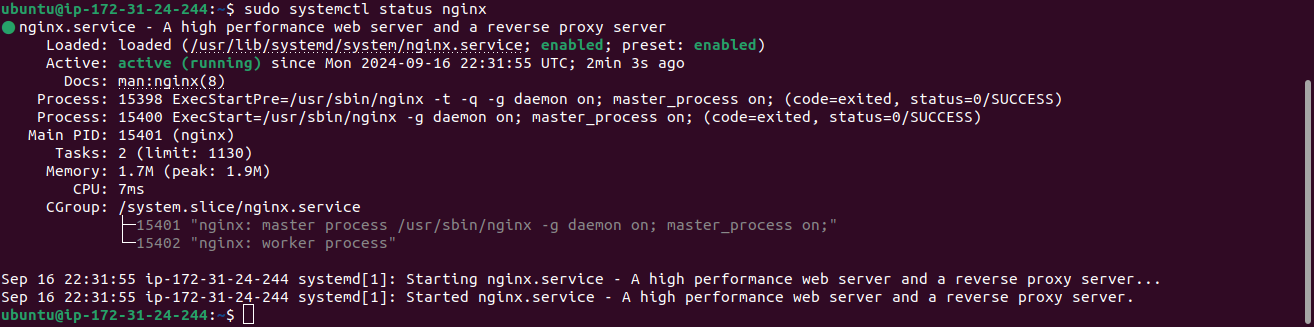 ubuntu@ip-172-31-24-244:~$ sudo systemctl status nginx
● nginx.service - A high performance web server and a reverse proxy server
     Loaded: loaded (/usr/lib/systemd/system/nginx.service; enabled; preset: enabled)
     Active: active (running) since Mon 2024-09-16 22:31:55 UTC; 2min 3s ago
       Docs: man:nginx(8)
    Process: 15398 ExecStartPre=/usr/sbin/nginx -t -q -g daemon on; master_process on; (code=exited, status=0/SUCCESS)
    Process: 15400 ExecStart=/usr/sbin/nginx -g daemon on; master_process on; (code=exited, status=0/SUCCESS)
   Main PID: 15401 (nginx)
      Tasks: 2 (limit: 1130)
     Memory: 1.7M (peak: 1.9M)
        CPU: 7ms
     CGroup: /system.slice/nginx.service
             ├─15401 "nginx: master process /usr/sbin/nginx -g daemon on; master_process on;"
             └─15402 "nginx: worker process"

Sep 16 22:31:55 ip-172-31-24-244 systemd[1]: Starting nginx.service - A high performance web server and a reverse proxy server...
Sep 16 22:31:55 ip-172-31-24-244 systemd[1]: Started nginx.service - A high performance web server and a reverse proxy server.
ubuntu@ip-172-31-24-244:~$